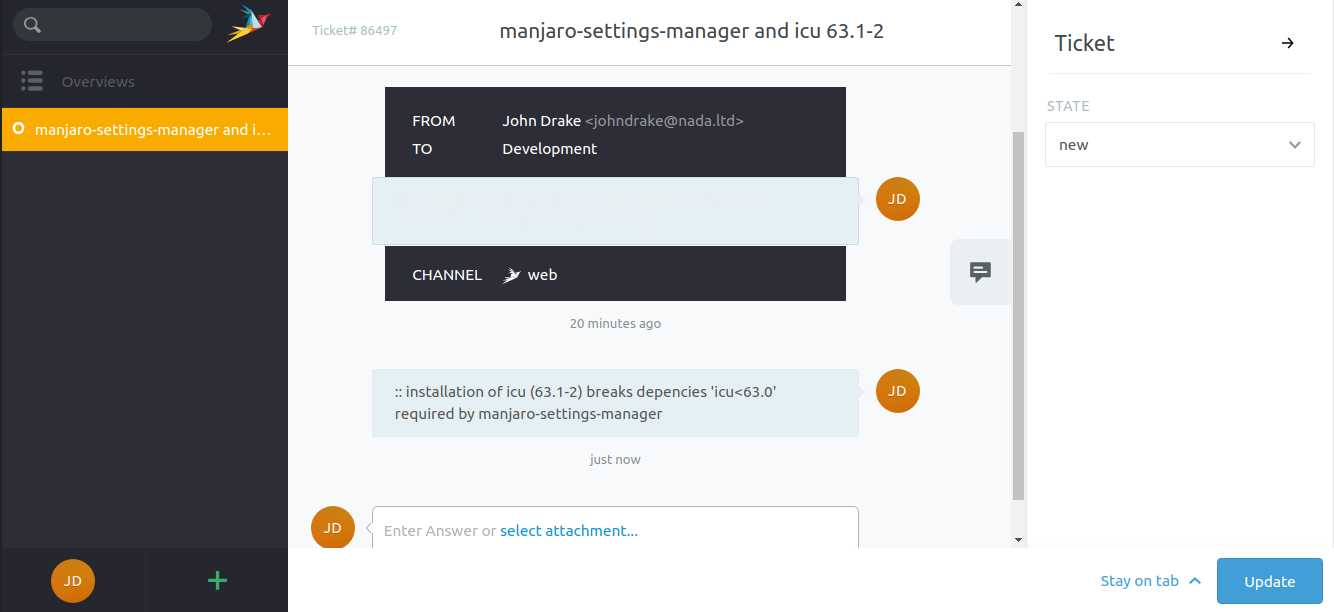 Ticket# 86497
manjaro-settings-manager and icu 63.1-2
Overviews
manjaro-settings-manager and i...
FROM John Drake <johndrake@nada.ltd>
TO Development
JD
CHANNEL web
20 minutes ago
:: installation of icu (63.1-2) breaks depencies 'icu<63.0'
required by manjaro-settings-manager
JD
just now
JD
Enter Answer or select attachment...
Ticket
STATE
new
JD
Stay on tab
Update